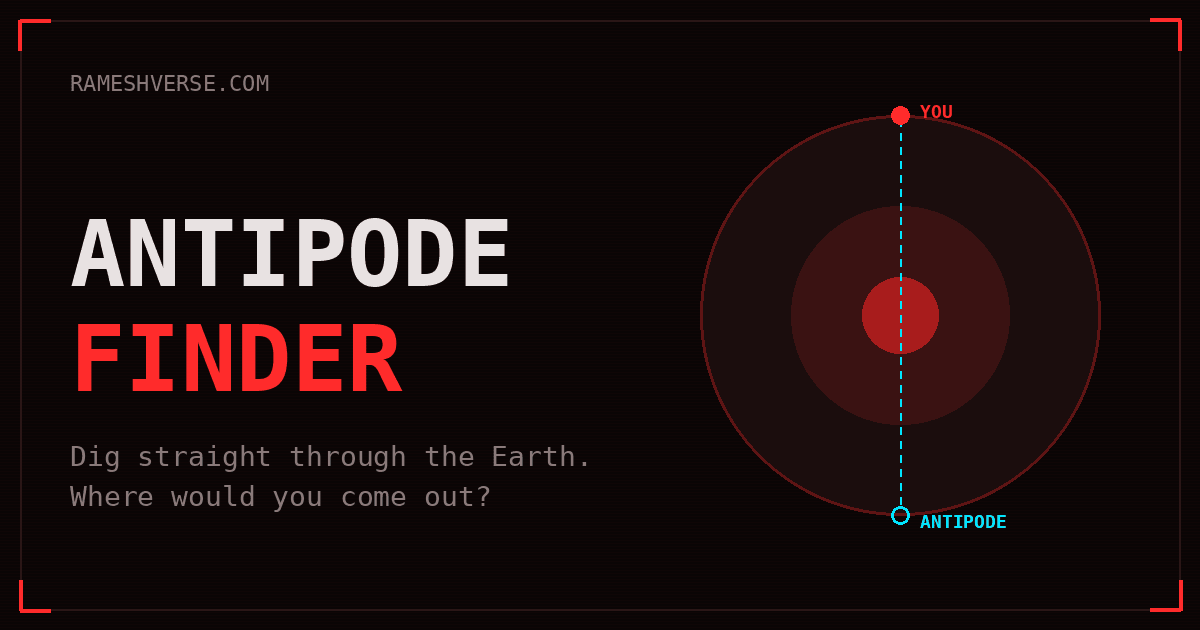 RAMESHVERSE.COM
ANTIPODE
FINDER
Dig straight through the Earth.
Where would you come out?
YOU
ANTIPODE